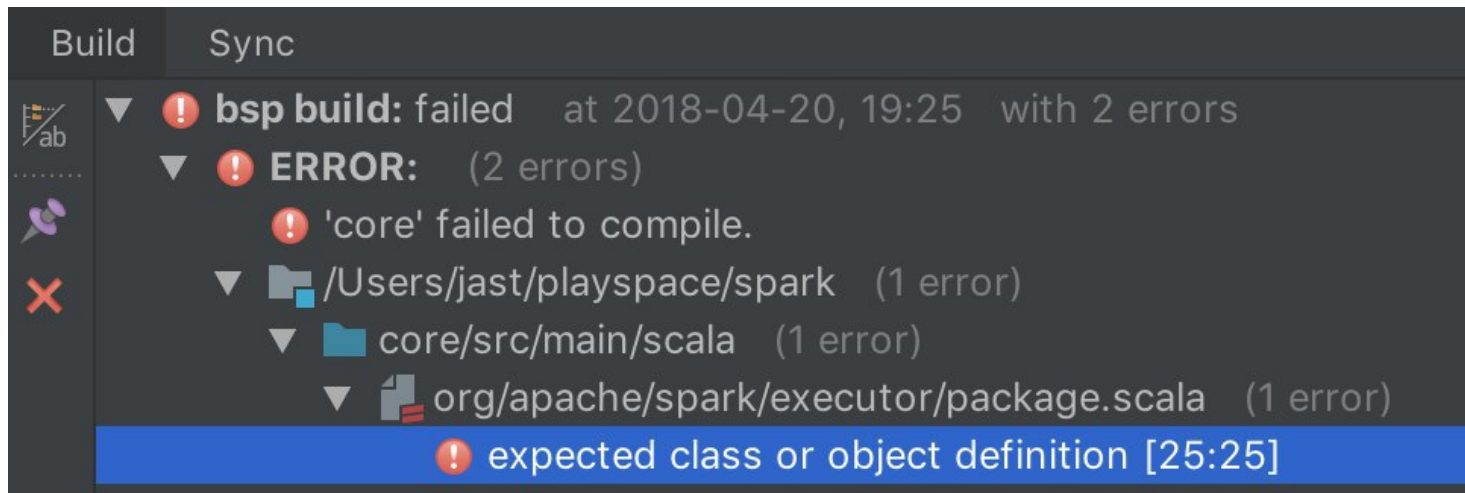 Build Sync
bsp build: failed at 2018-04-20, 19:25 with 2 errors
ab
ERROR: (2 errors)
'core' failed to compile.
/Users/jast/playspace/spark (1 error)
core/src/main/scala (1 error)
org/apache/spark/executor/package.scala (1 error)
expected class or object definition [25:25]